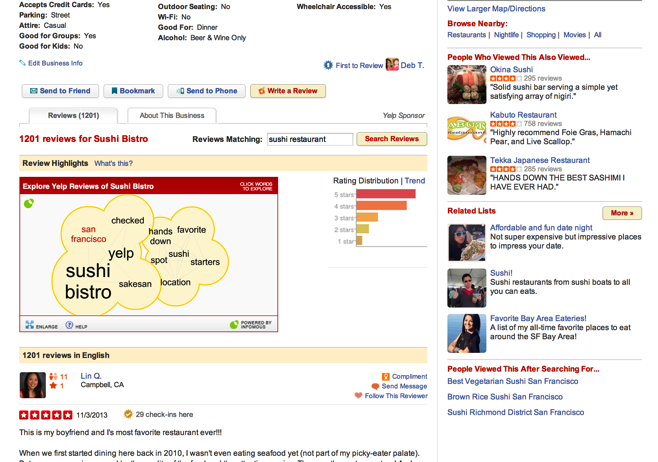 Accepts Credit Cards: Yes
Parking: Street
Attire: Casual
Good for Groups: Yes
Good for Kids: No
Outdoor Seating: No
Wi-Fi: No
Good For: Dinner
Alcohol: Beer & Wine Only
Wheelchair Accessible: Yes
Edit Business Info
First to Review Deb T.
Send to Friend
Bookmark
Send to Phone
Write a Review
Reviews (1201)
About This Business
Yelp Sponsor
1201 reviews for Sushi Bistro
Reviews Matching: sushi restaurant Search Reviews
Review Highlights What's this?
Explore Yelp Reviews of Sushi Bistro
CLICK WORDS
TO EXPLORE
checked
san
francisco
hands
down
favorite
yelp
spot
sushi
starters
sushi
bistro
sakesan
location
ENLARGE
HELP
POWERED BY
INFOMOUS
Rating Distribution | Trend
5 stars
4 stars
3 stars
2 stars
1 star
1201 reviews in English
11
1
Lin Q.
Campbell, CA
Compliment
Send Message
Follow This Reviewer
11/3/2013
29 check-ins here
This is my boyfriend and I's most favorite restaurant ever!!!
When we first started dining here back in 2010, I wasn't even eating seafood yet (not part of my picky-eater palate).
View Larger Map/Directions
Browse Nearby:
Restaurants | Nightlife | Shopping | Movies | All
People Who Viewed This Also Viewed...
Okina Sushi
295 reviews
"Solid sushi bar serving a simple yet
satisfying array of nigiri."
Kabuto Restaurant
758 reviews
"Highly recommend Foie Gras, Hamachi
Pear, and Live Scallop."
Tekka Japanese Restaurant
285 reviews
"HANDS DOWN THE BEST SASHIMI I
HAVE EVER HAD."
Related Lists
More »
Affordable and fun date night
Not super expensive but impressive places
to impress your date.
Sushi!
Sushi restaurants from sushi boats to all
you can eats.
Favorite Bay Area Eateries!
A list of my all-time favorite places to eat
around the SF Bay Area!
People Viewed This After Searching For...
Best Vegetarian Sushi San Francisco
Brown Rice Sushi San Francisco
Sushi Richmond District San Francisco